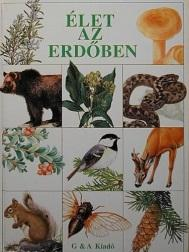 ÉLET
AZ
ERDŐBEN
G & A Kiadó